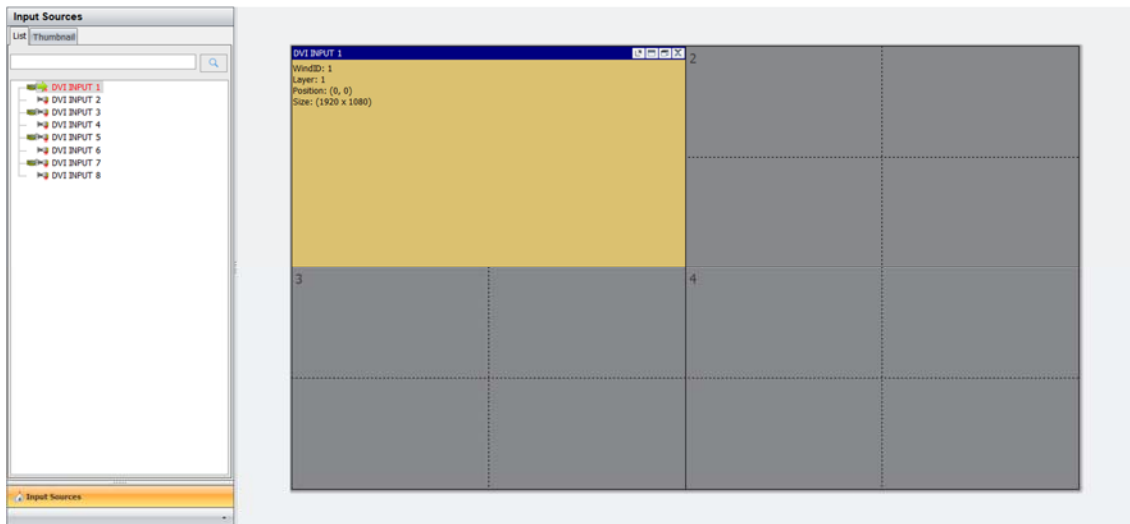 Input Sources
List Thumbnail
DVI INPUT 1
DVI INPUT 2
DVI INPUT 3
DVI INPUT 4
DVI INPUT 5
DVI INPUT 6
DVI INPUT 7
DVI INPUT 8
Input Sources
DVI INPUT 1
WindID: 1
Layer: 1
Position: (0, 0)
Size: (1920 x 1080)
2
3
4